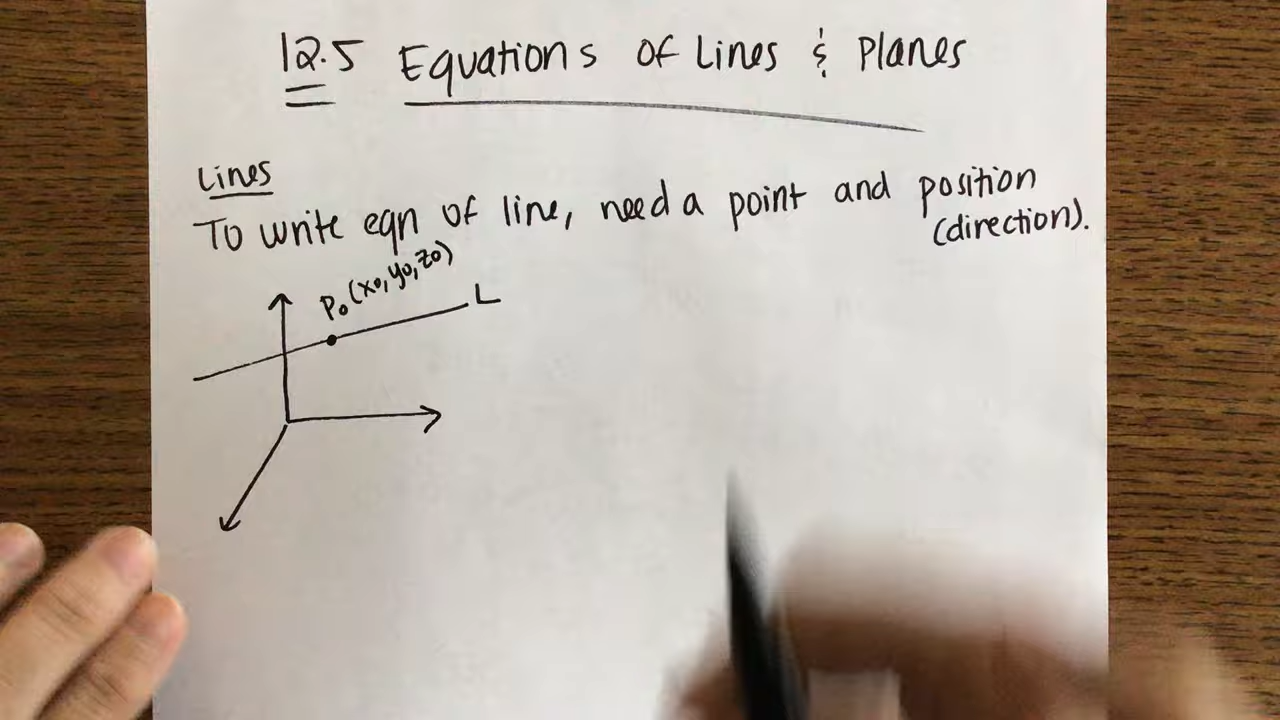 12.5 Equations of Lines & Planes
Lines
To write eqn of line, need a point and position
(direction).
P₀(x₀,y₀,z₀)
L